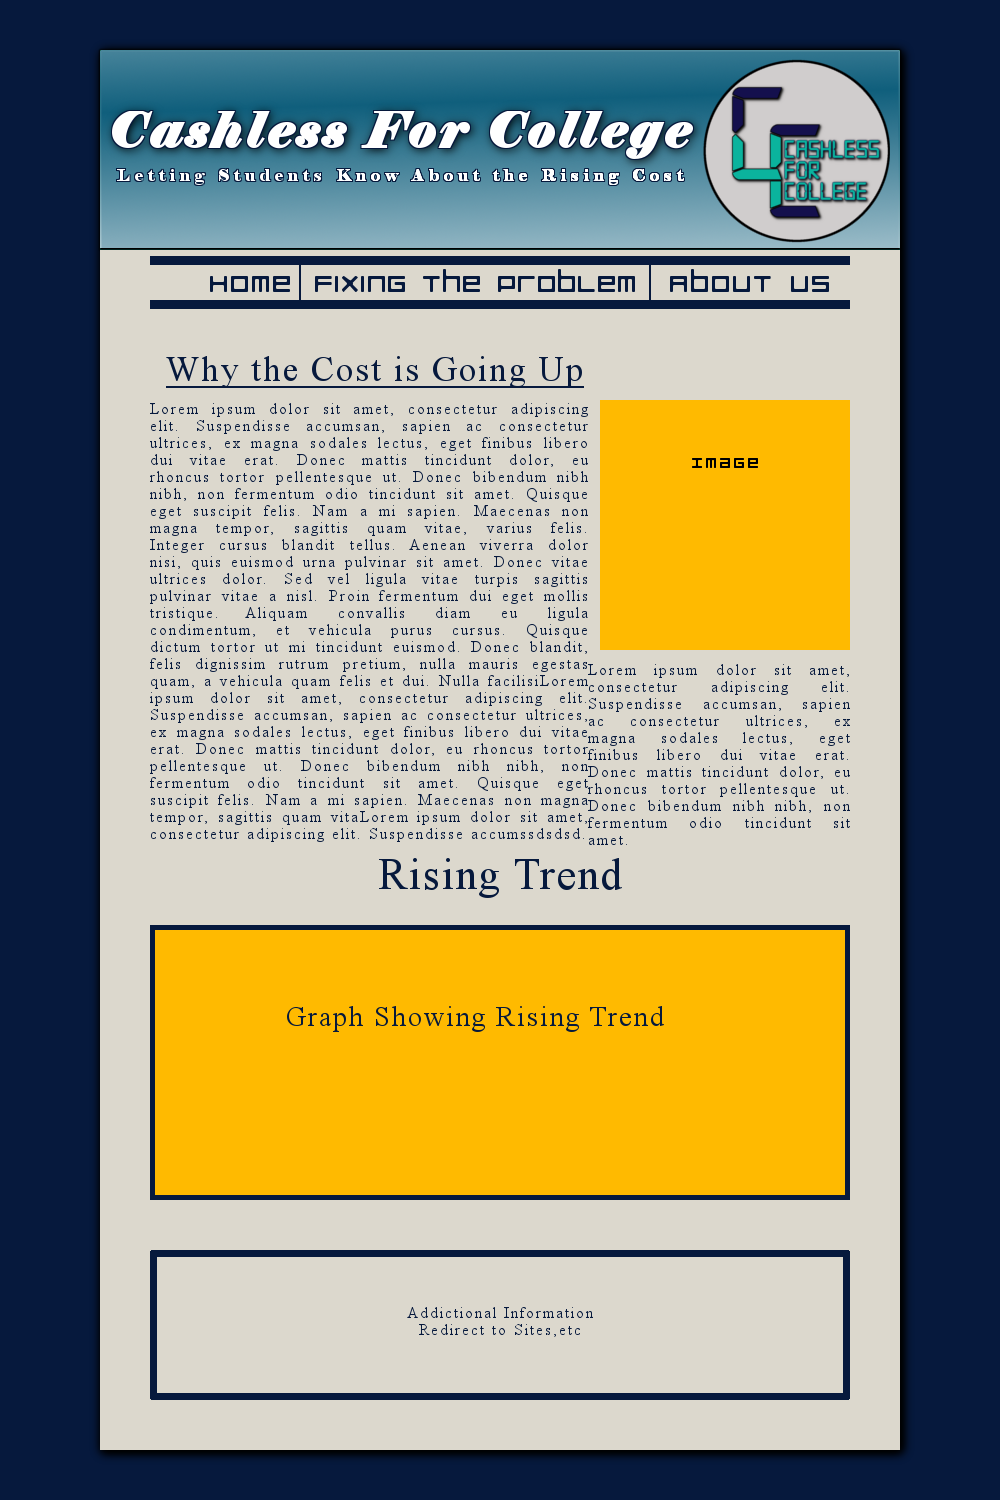 Cashless For College
Letting Students Know About the Rising Cost
CASHLESS
FOR
COLLEGE
HOME
Fixing The Problem
About Us
Why the Cost is Going Up
Lorem ipsum dolor sit amet, consectetur adipiscing
elit. Suspendisse accumsan, sapien ac consectetur
ultrices, ex magna sodales lectus, eget finibus libero
dui vitae erat. Donec mattis tincidunt dolor, eu
rhoncus tortor pellentesque ut. Donec bibendum nibh
nibh, non fermentum odio tincidunt sit amet. Quisque
eget suscipit felis. Nam a mi sapien. Maecenas non
magna tempor, sagittis quam vitae, varius felis.
Integer cursus blandit tellus. Aenean viverra dolor
nisi, quis euismod urna pulvinar sit amet. Donec vitae
ultrices dolor. Sed vel ligula vitae turpis sagittis
pulvinar vitae a nisl. Proin fermentum dui eget mollis
tristique. Aliquam convallis diam eu ligula
condimentum, et vehicula purus cursus. Quisque
dictum tortor ut mi tincidunt euismod. Donec blandit,
felis dignissim rutrum pretium, nulla mauris egestas
quam, a vehicula quam felis et dui. Nulla facilisiLorem
ipsum dolor sit amet, consectetur adipiscing elit.
Suspendisse accumsan, sapien ac consectetur ultrices,
ex magna sodales lectus, eget finibus libero dui vitae
erat. Donec mattis tincidunt dolor, eu rhoncus tortor
pellentesque ut. Donec bibendum nibh nibh, non
fermentum odio tincidunt sit amet. Quisque eget
suscipit felis. Nam a mi sapien. Maecenas non magna
tempor, sagittis quam vitaLorem ipsum dolor sit amet,
consectetur adipiscing elit. Suspendisse accumssdsdsd.
Image
Lorem ipsum dolor sit amet,
consectetur adipiscing elit.
Suspendisse accumsan, sapien
ac consectetur ultrices, ex
magna sodales lectus, eget
finibus libero dui vitae erat.
Donec mattis tincidunt dolor, eu
rhoncus tortor pellentesque ut.
Donec bibendum nibh nibh, non
fermentum odio tincidunt sit
amet.
Rising Trend
Graph Showing Rising Trend
Addictional Information
Redirect to Sites,etc